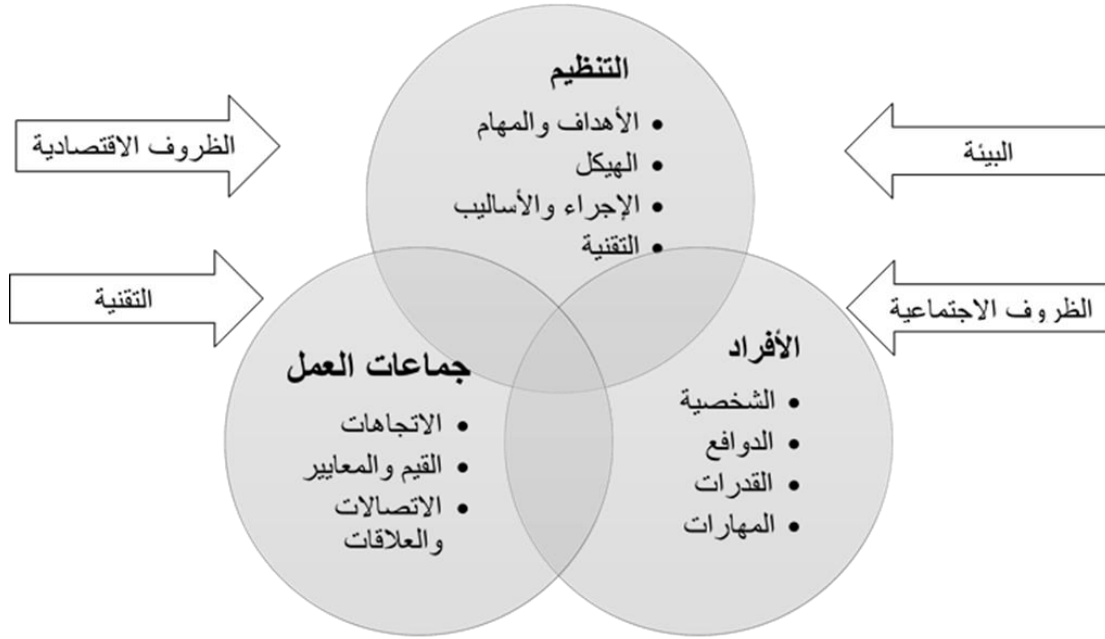 التنظيم
• الأهداف والمهام
• الهيكل
• الإجراء والأساليب
• التقنية
البيئة
الظروف الاجتماعية
الظروف الاقتصادية
التقنية
الأفراد
• الشخصية
• الدوافع
• القدرات
• المهارات
جماعات العمل
• الاتجاهات
• القيم والمعايير
• الاتصالات
والعلاقات